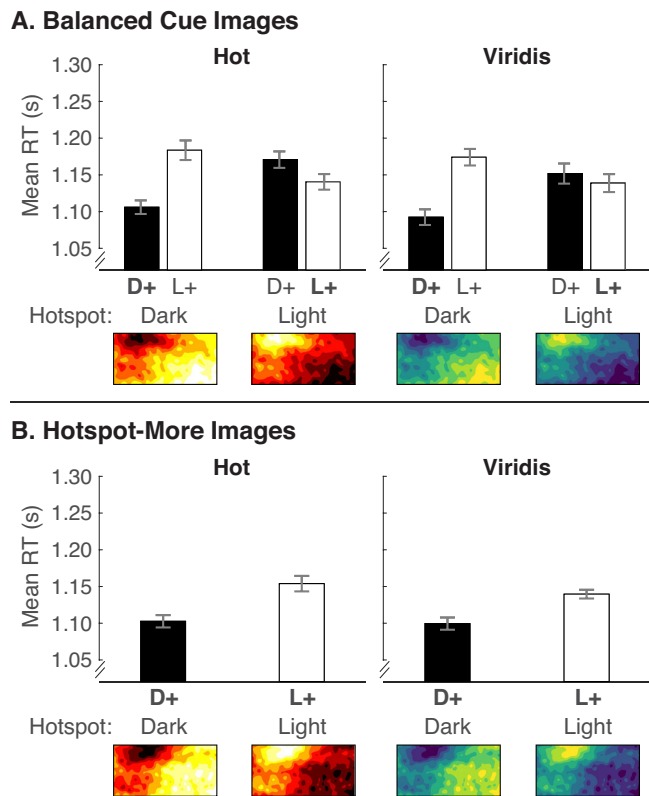 A. Balanced Cue Images
Hot
Viridis
Mean RT (s)
1.30
1.25
1.20
1.15
1.10
1.05
D+ L+ D+ L+ D+ L+ D+ L+
Hotspot: Dark Light Dark Light
B. Hotspot-More Images
Hot
Viridis
Mean RT (s)
1.30
1.25
1.20
1.15
1.10
1.05
D+ L+ D+ L+
Hotspot: Dark Light Dark Light